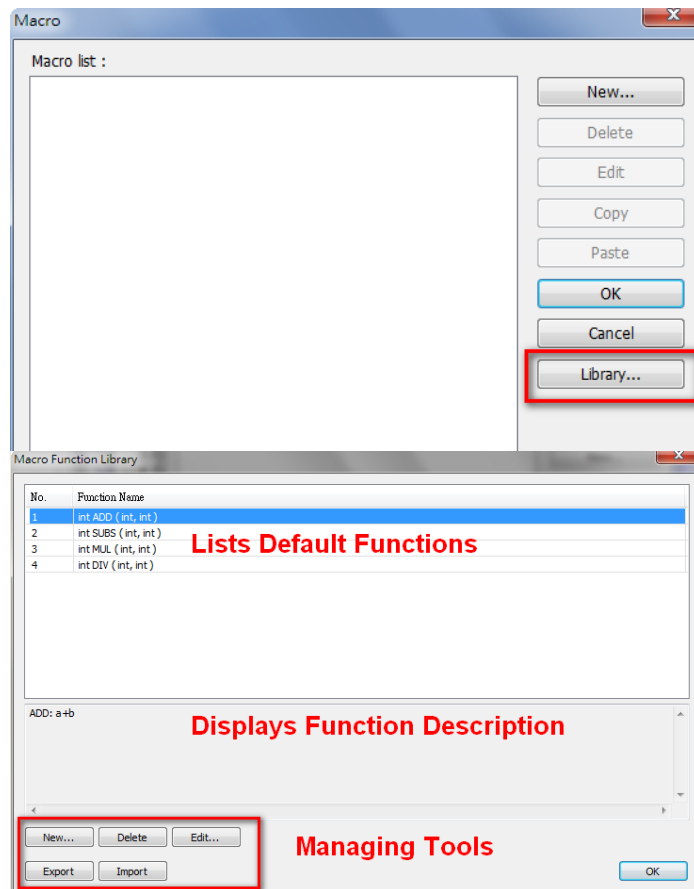 Macro
Macro list :
New...
Delete
Edit
Copy
Paste
OK
Cancel
Library...
Macro Function Library
No. Function Name
1 int ADD ( int, int )
2 int SUBS ( int, int )
3 int MUL ( int, int )
4 int DIV ( int, int )
Lists Default Functions
ADD: a+b
Displays Function Description
New... Delete Edit...
Export Import
Managing Tools
OK